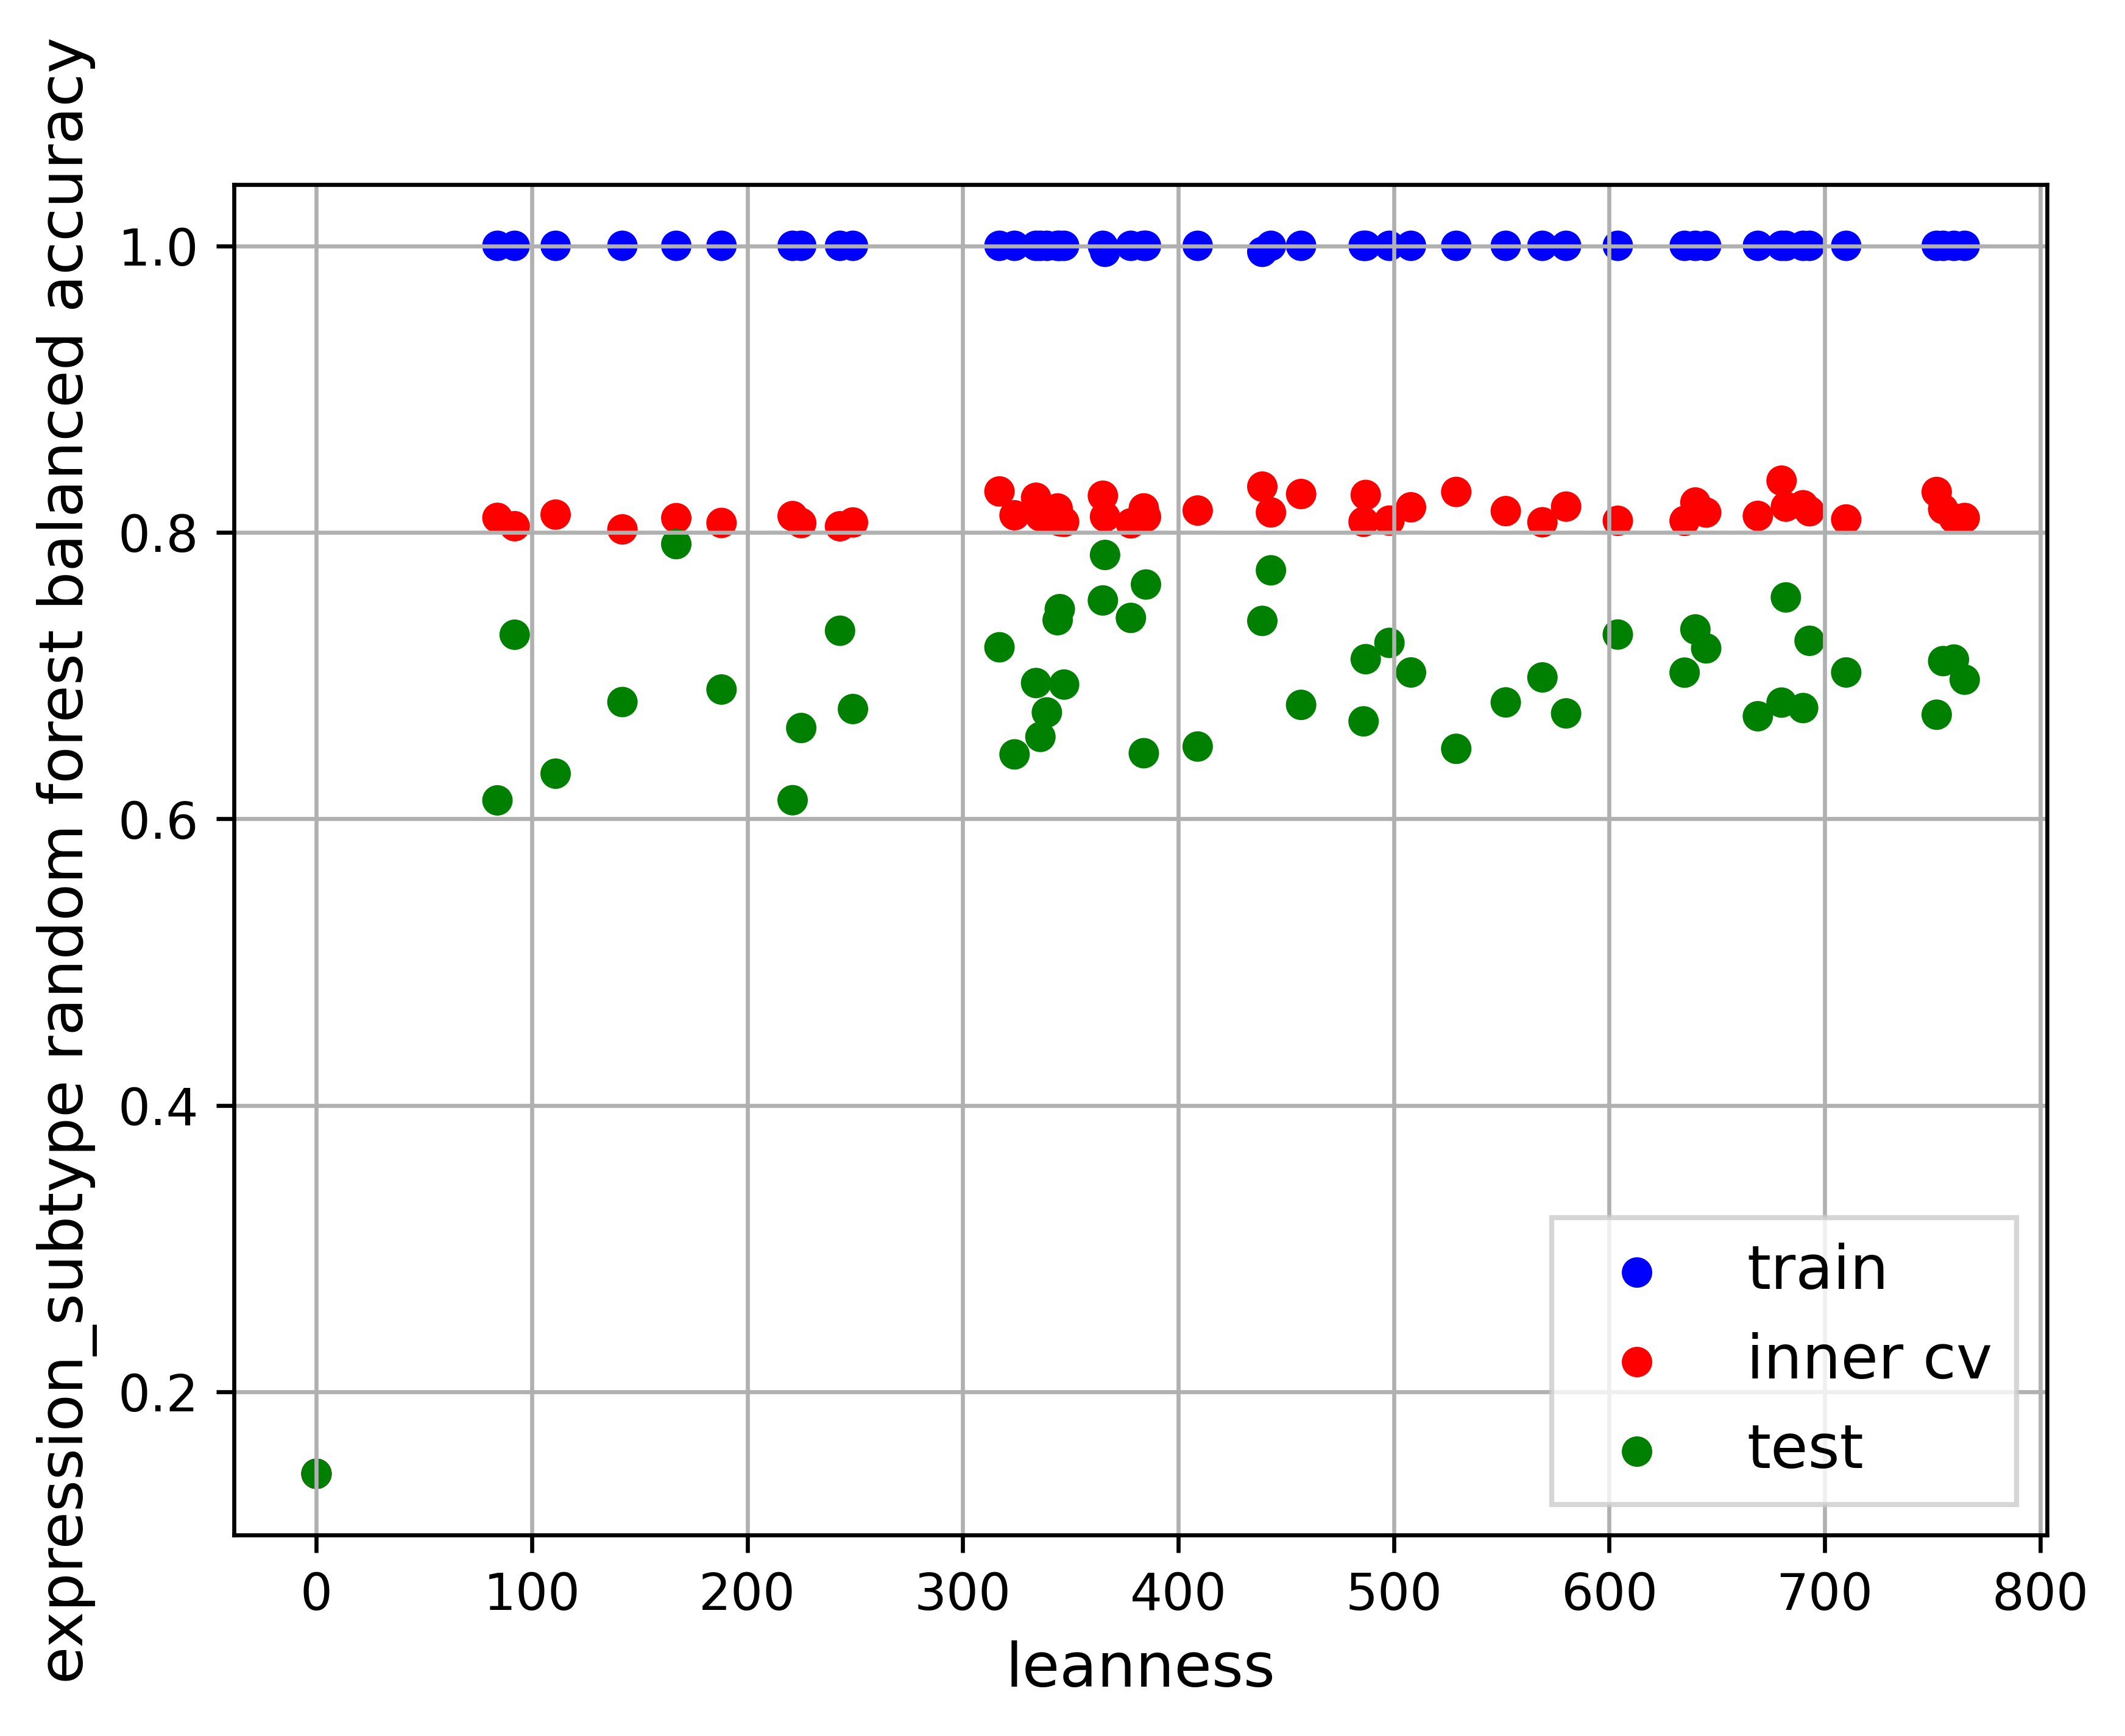 expression_subtype random forest balanced accuracy
1.0
0.8
0.6
0.4
0.2
train
inner cv
test
0 100 200 300 400 500 600 700 800
leanness